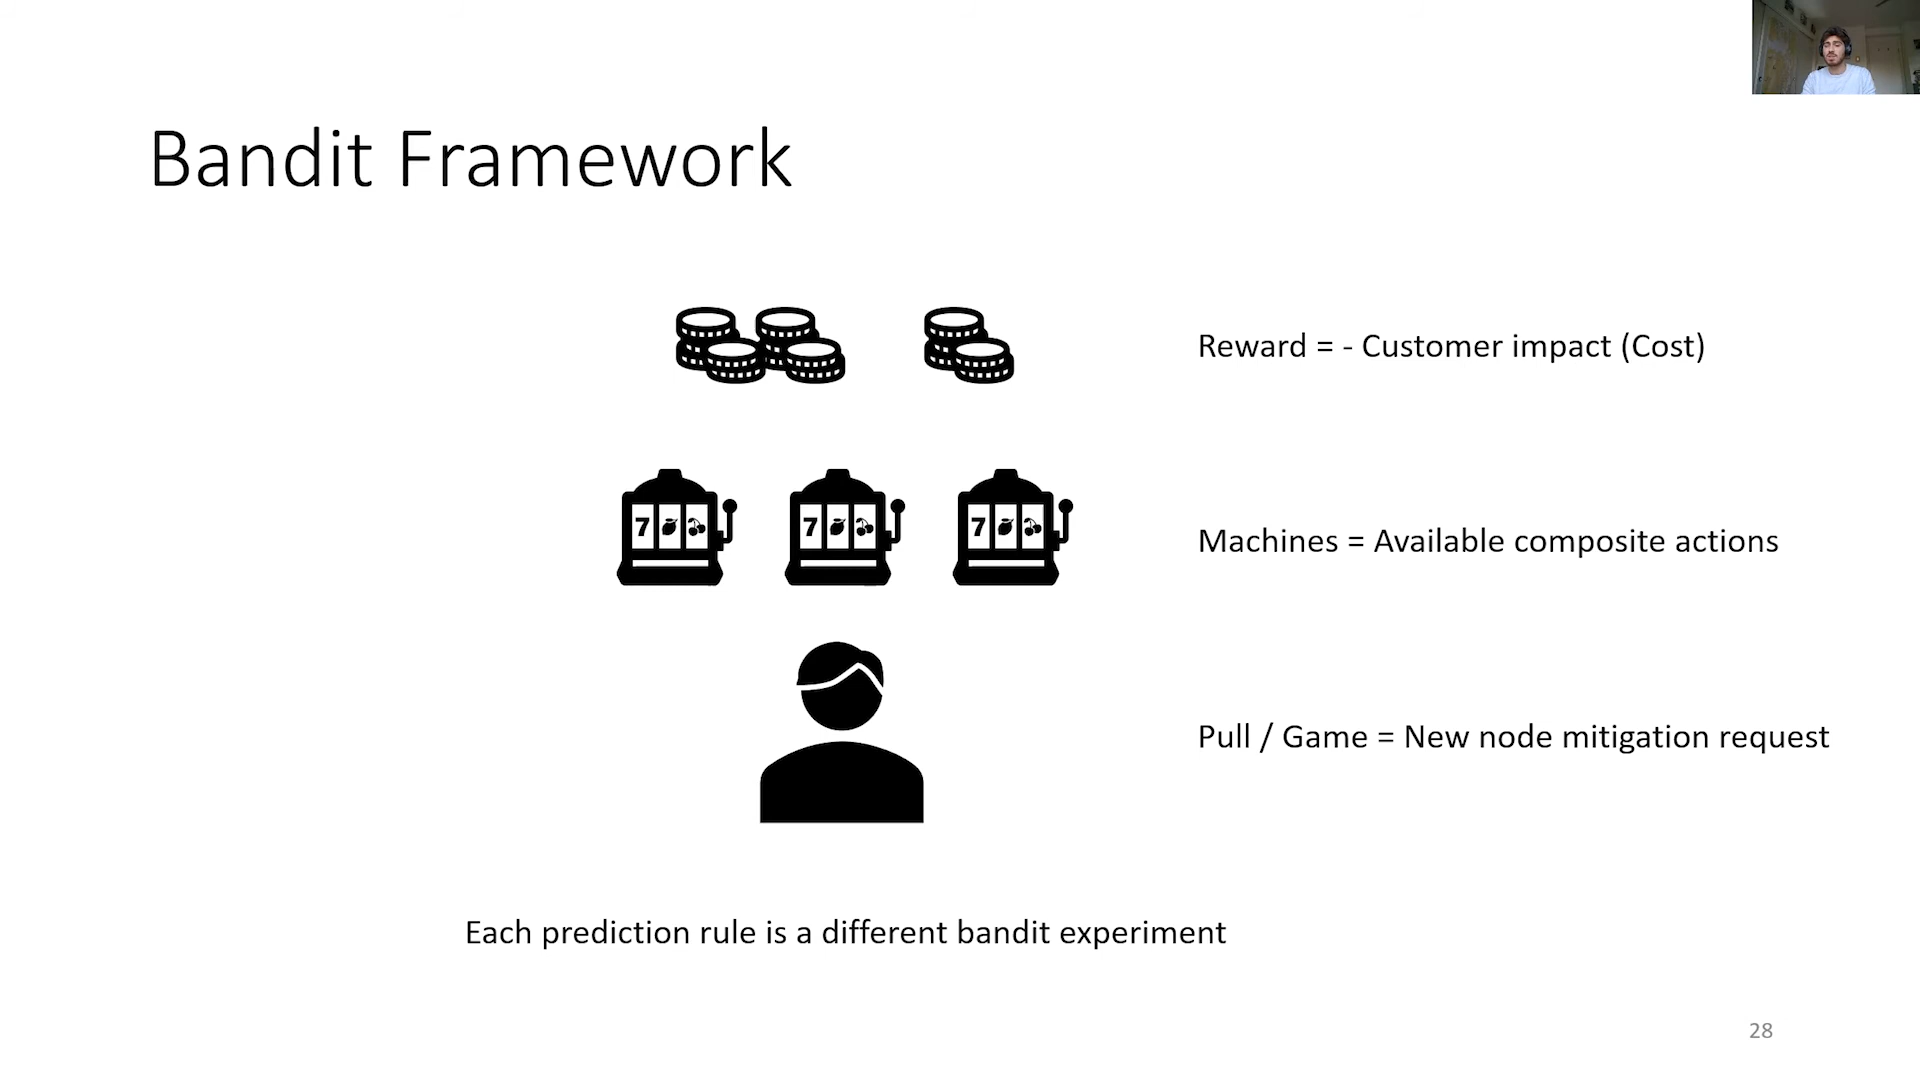 Bandit Framework
Reward = - Customer impact (Cost)
7 7 7
Machines = Available composite actions
Pull / Game = New node mitigation request
Each prediction rule is a different bandit experiment
28